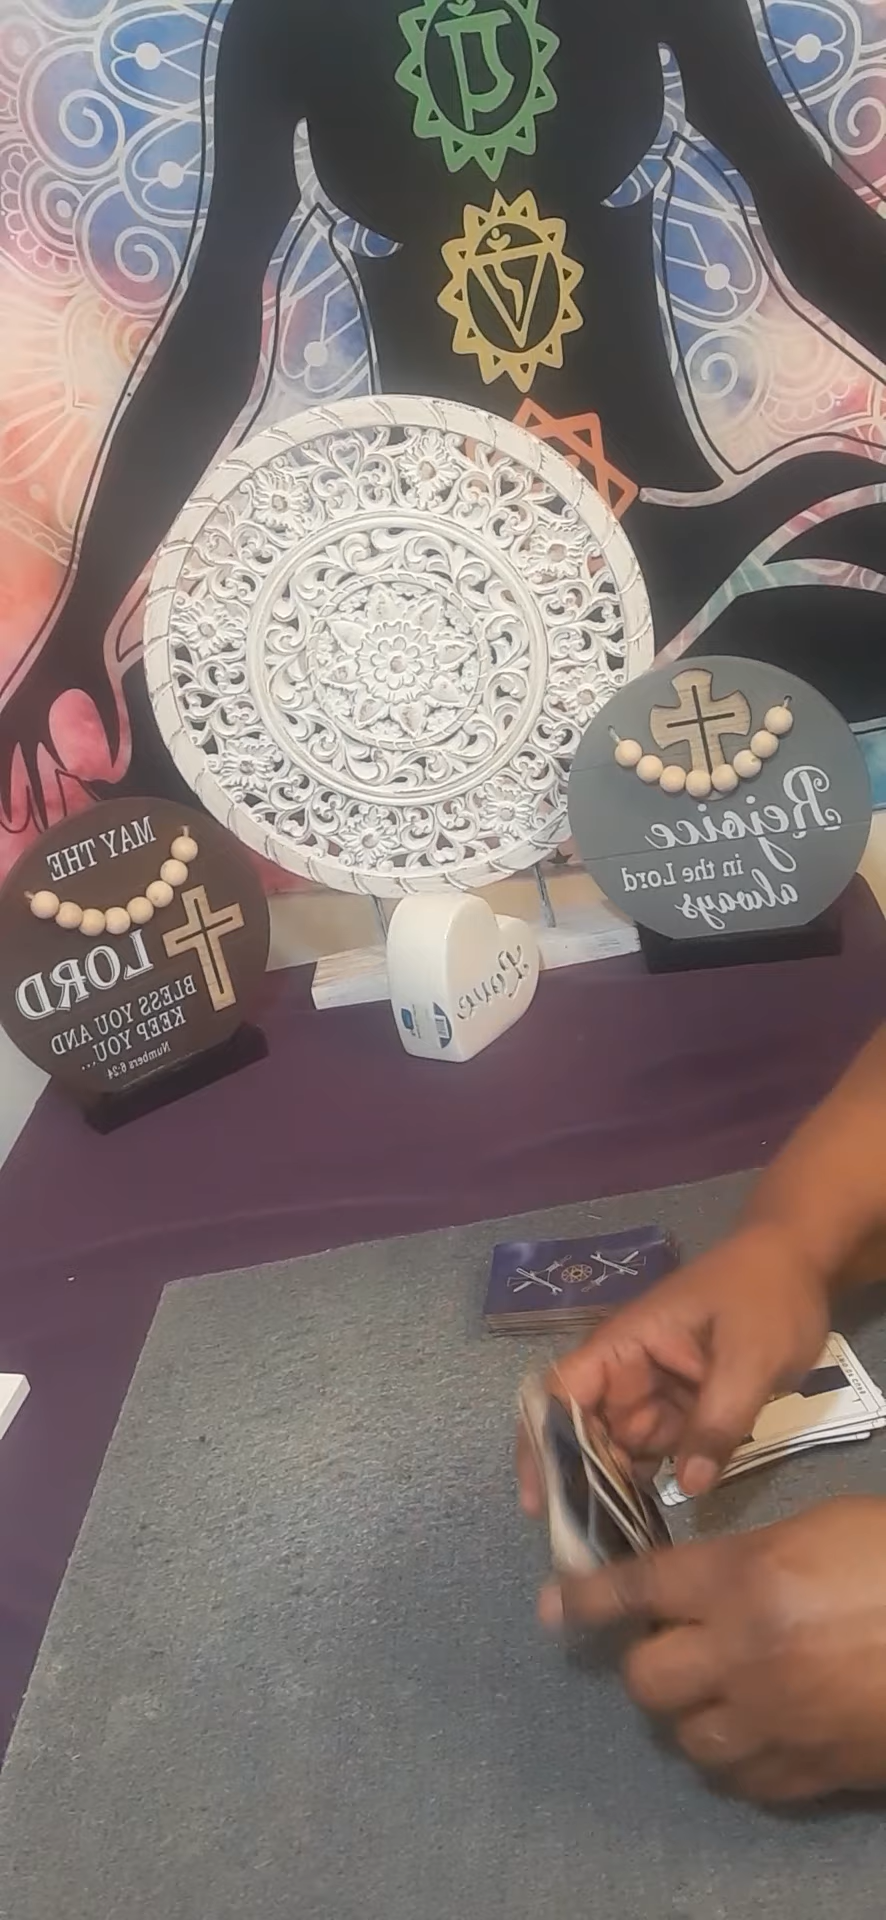 MAY THE
LORD
BLESS YOU AND
KEEP YOU...
Numbers 6:24
Love
Rejoice
in the Lord
always